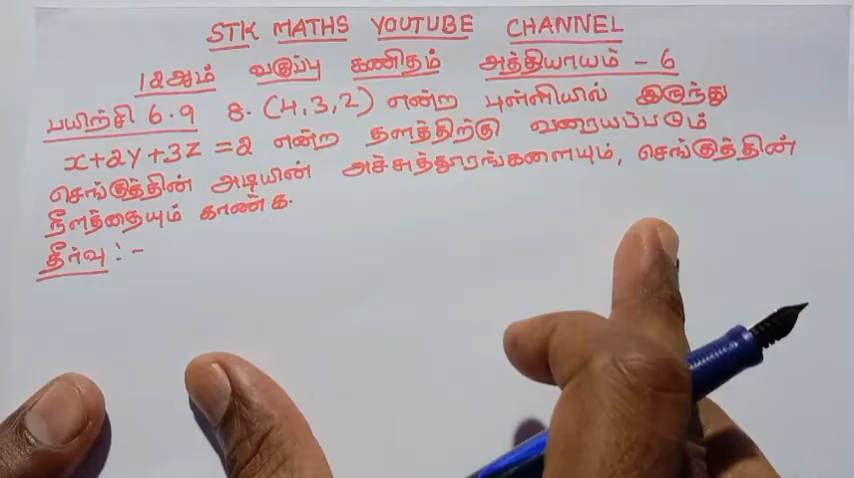 STK MATHS YOUTUBE CHANNEL
12ஆம் வகுப்பு கணிதம் அத்தியாயம் - 6
பயிற்சி 6.9 8. (4,3,2) என்ற புள்ளியில் இருந்து
x+2y+3z = 2 என்ற தளத்திற்கு வரையப்படும்
செங்குத்தின் அடியின் அச்சுத்தூரங்களையும், செங்குத்தின்
நீளத்தையும் காண்க.
தீர்வு :-